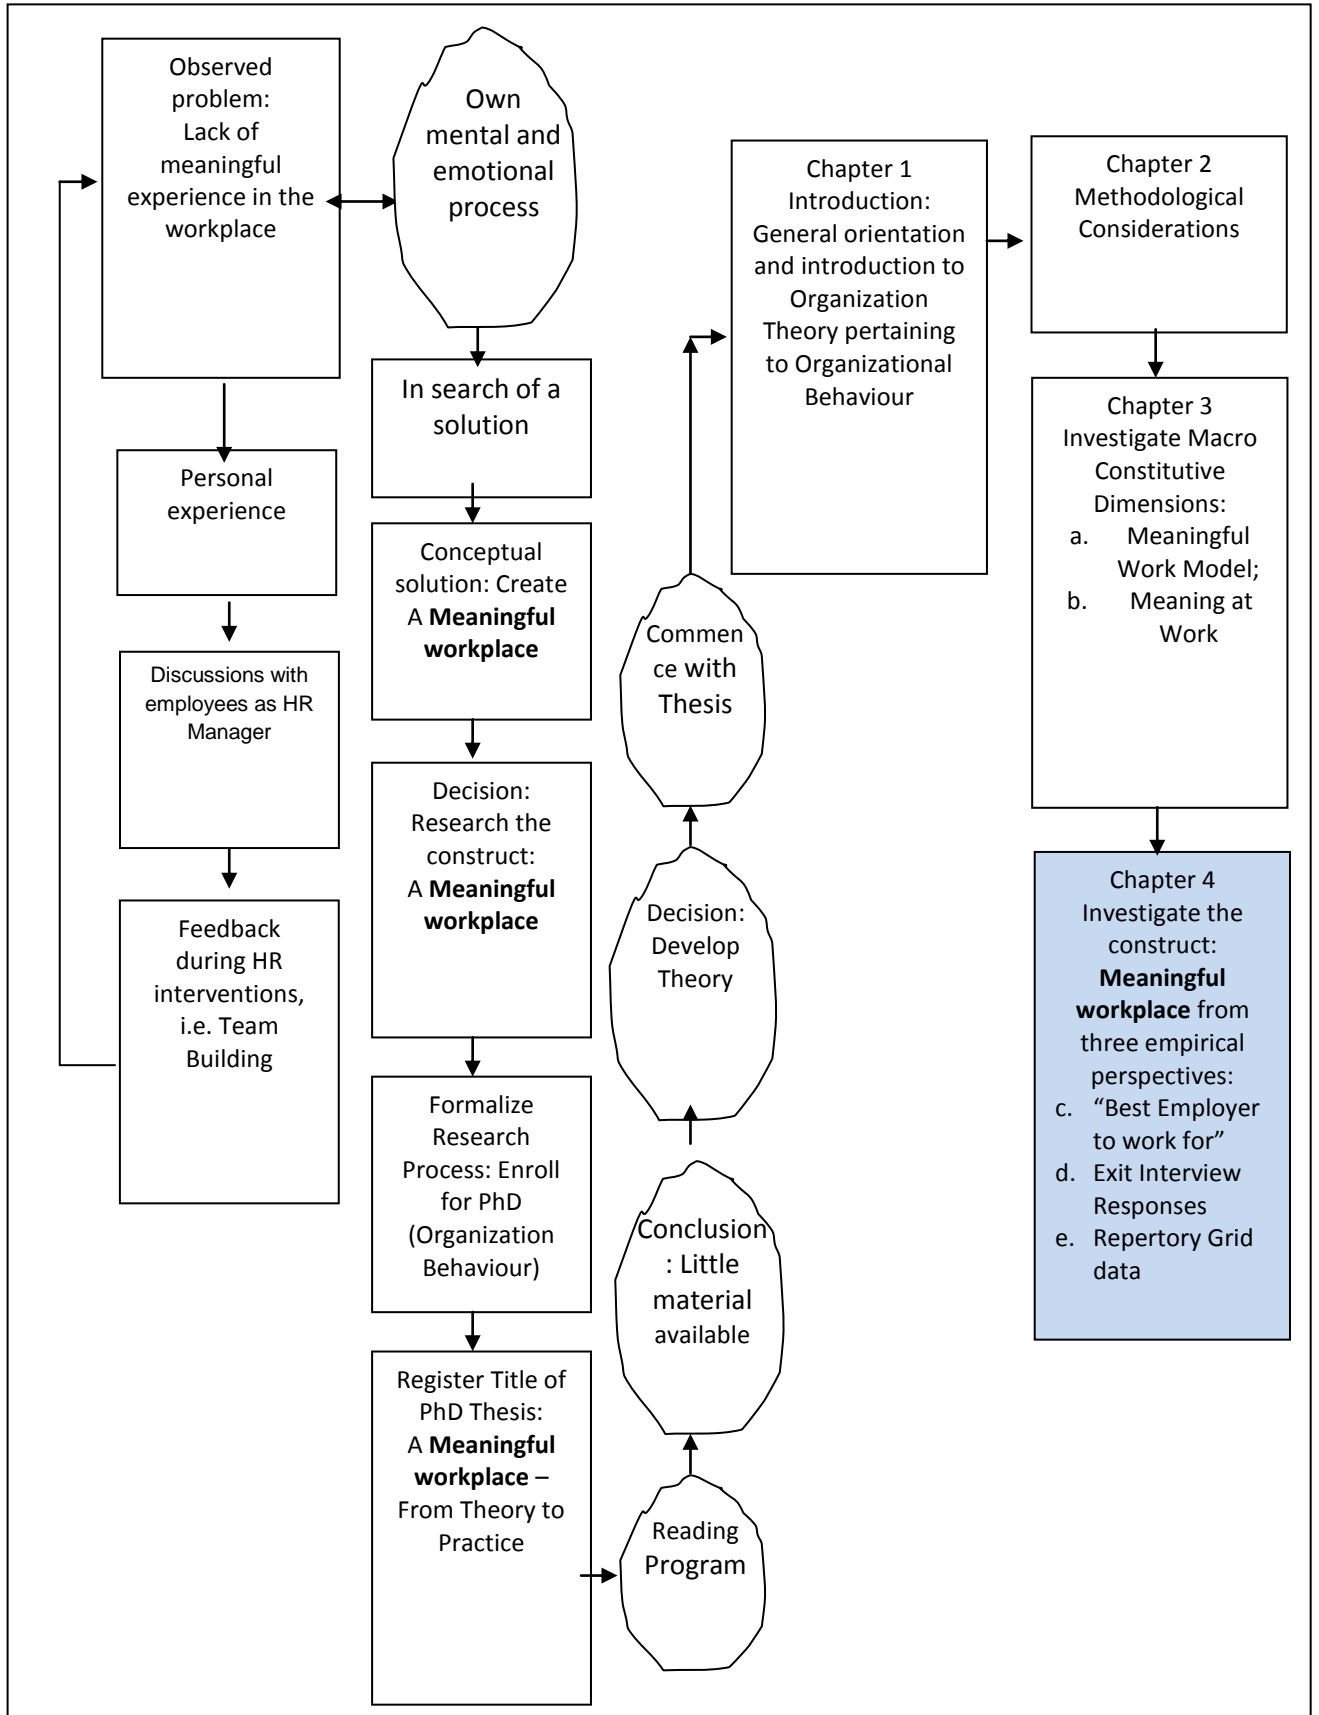 Observed
problem:
Lack of
meaningful
experience in the
workplace
Personal
experience
Discussions with
employees as HR
Manager
Feedback
during HR
interventions,
i.e. Team
Building
Own
mental and
emotional
process
In search of a
solution
Conceptual
solution: Create
A Meaningful
workplace
Decision:
Research the
construct:
A Meaningful
workplace
Formalize
Research
Process: Enroll
for PhD
(Organization
Behaviour)
Register Title of
PhD Thesis:
A Meaningful
workplace –
From Theory to
Practice
Reading
Program
Conclusion
: Little
material
available
Decision:
Develop
Theory
Commen
ce with
Thesis
Chapter 1
Introduction:
General orientation
and introduction to
Organization
Theory pertaining
to Organizational
Behaviour
Chapter 2
Methodological
Considerations
Chapter 3
Investigate Macro
Constitutive
Dimensions:
a. Meaningful
Work Model;
b. Meaning at
Work
Chapter 4
Investigate the
construct:
Meaningful
workplace from
three empirical
perspectives:
c. “Best Employer
to work for”
d. Exit Interview
Responses
e. Repertory Grid
data